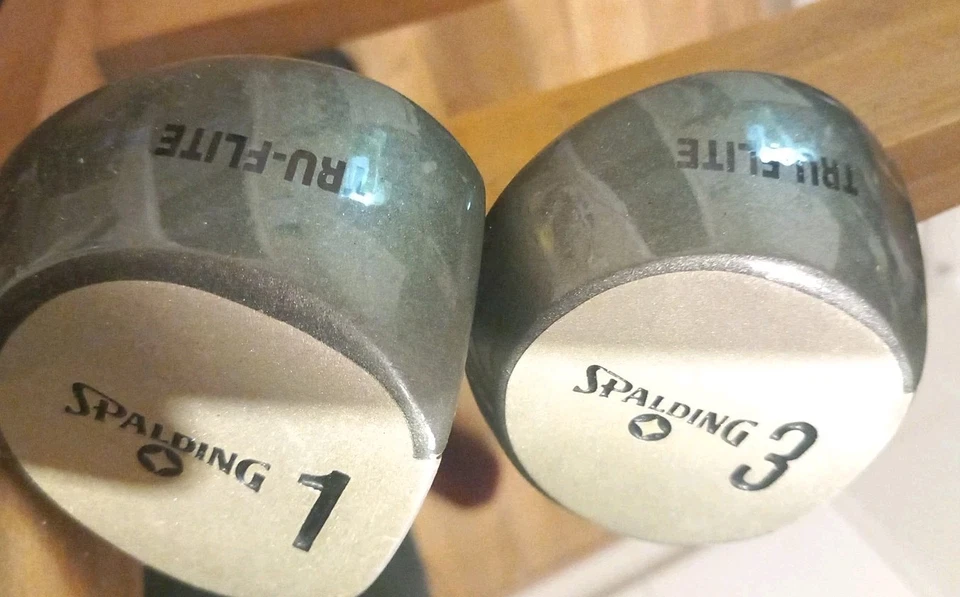 TRU-FLITE
SPALDING
1
TRU-FLITE
SPALDING
3